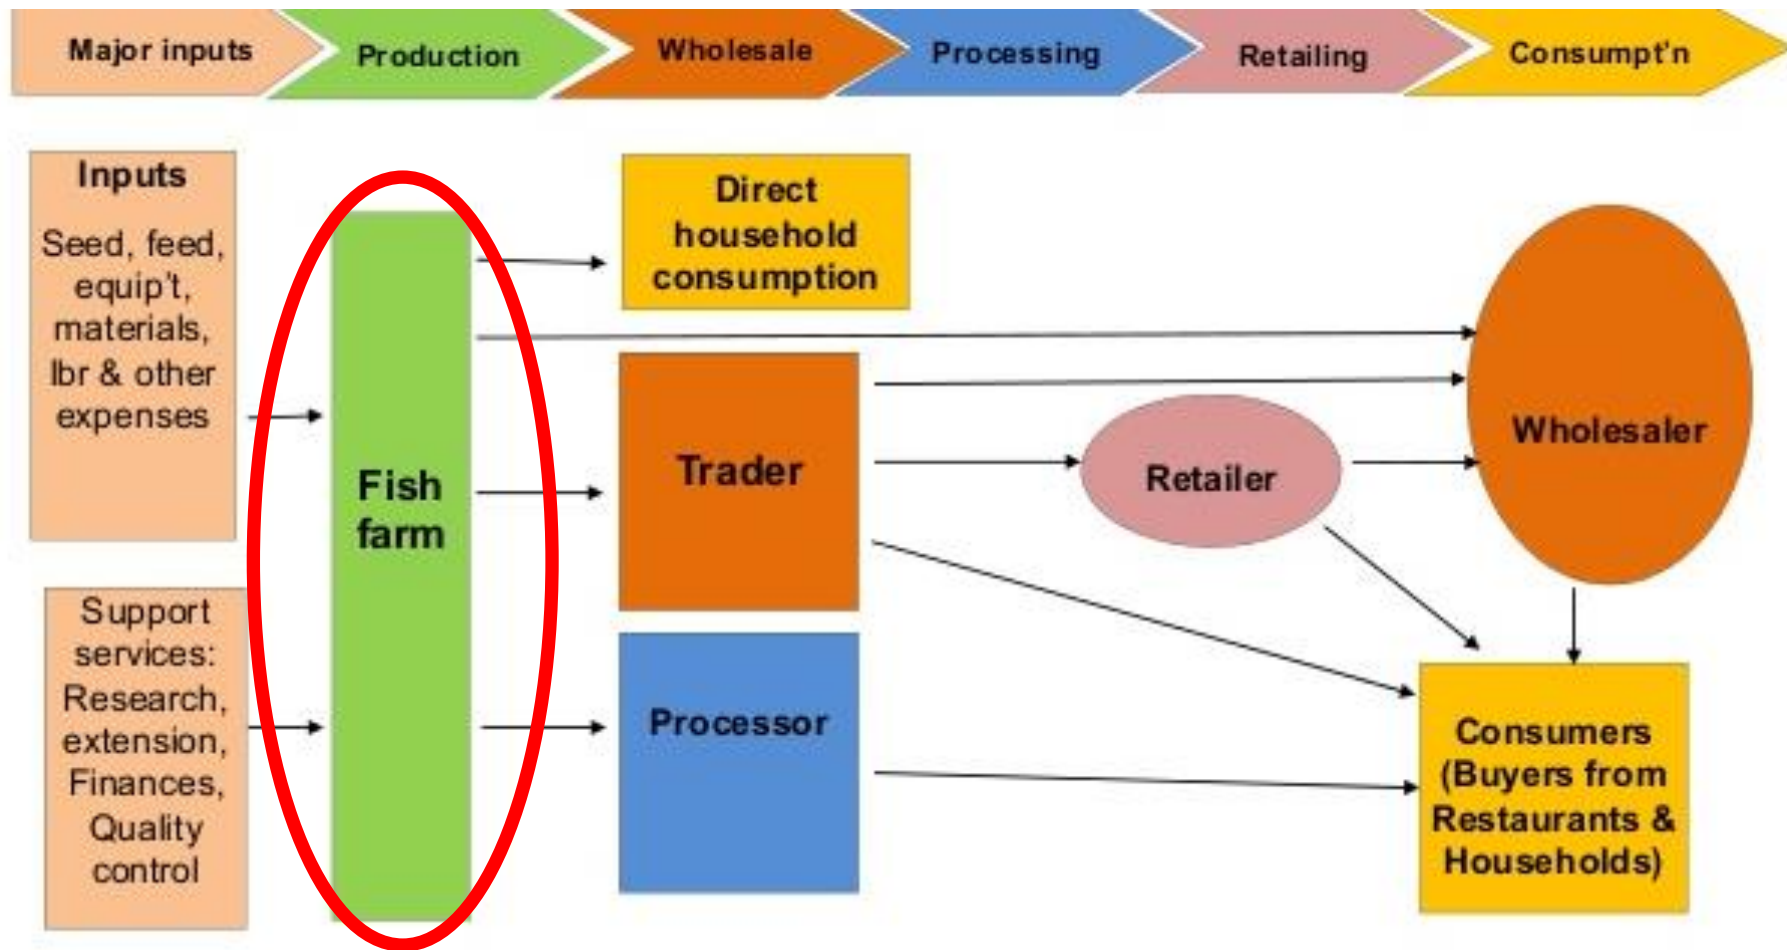 Major inputs
Production
Wholesale
Processing
Retailing
Consumpt'n
Inputs
Seed, feed,
equip't,
materials,
lbr & other
expenses
Support
services:
Research,
extension,
Finances,
Quality
control
Fish
farm
Direct
household
consumption
Trader
Processor
Retailer
Wholesaler
Consumers
(Buyers from
Restaurants &
Households)